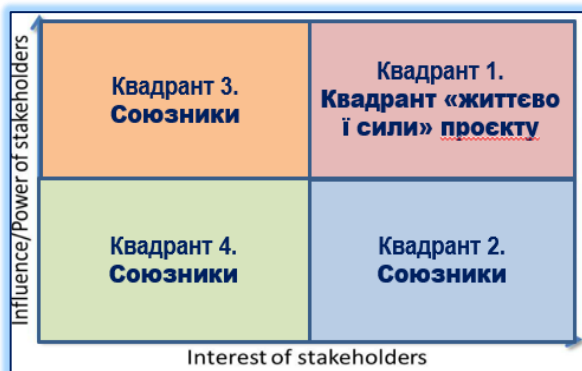 Influence/Power of stakeholders
Квадрант 3.
Союзники
Квадрант 1.
Квадрант «життєво
ї сили» проєкту
Квадрант 4.
Союзники
Квадрант 2.
Союзники
Interest of stakeholders